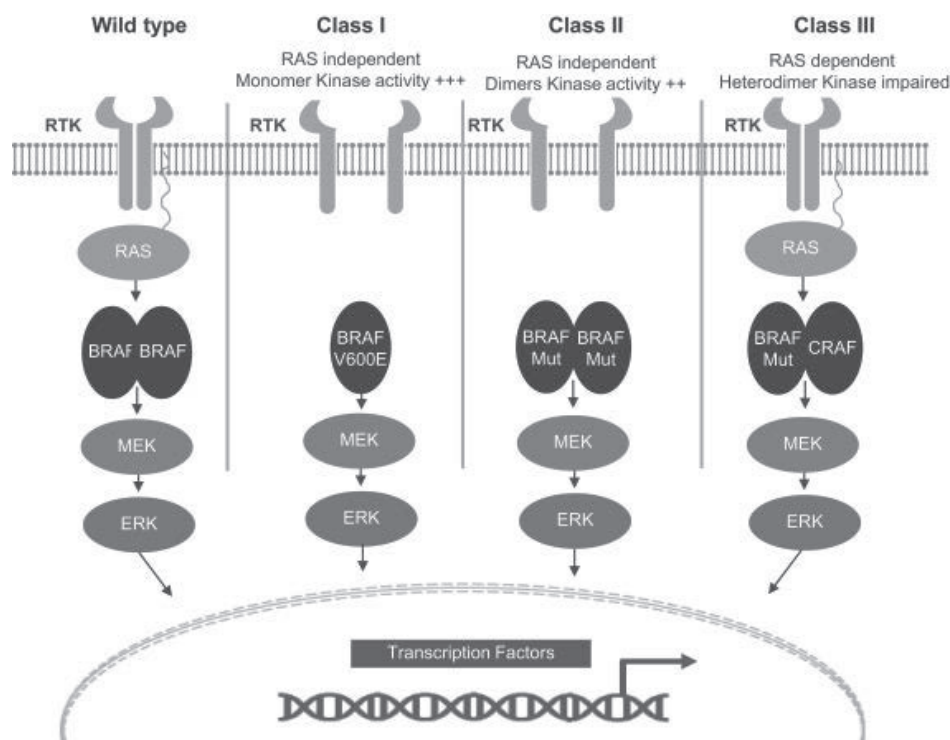 Wild type
Class I
Class II
Class III
RAS independent
Monomer Kinase activity +++
RAS independent
Dimers Kinase activity ++
RAS dependent
Heterodimer Kinase impaired
RTK
RTK
RTK
RTK
RAS
RAS
BRAF BRAF
BRAF
V600E
BRAF
Mut
BRAF
Mut
BRAF
Mut
CRAF
MEK
MEK
MEK
MEK
ERK
ERK
ERK
ERK
Transcription Factors